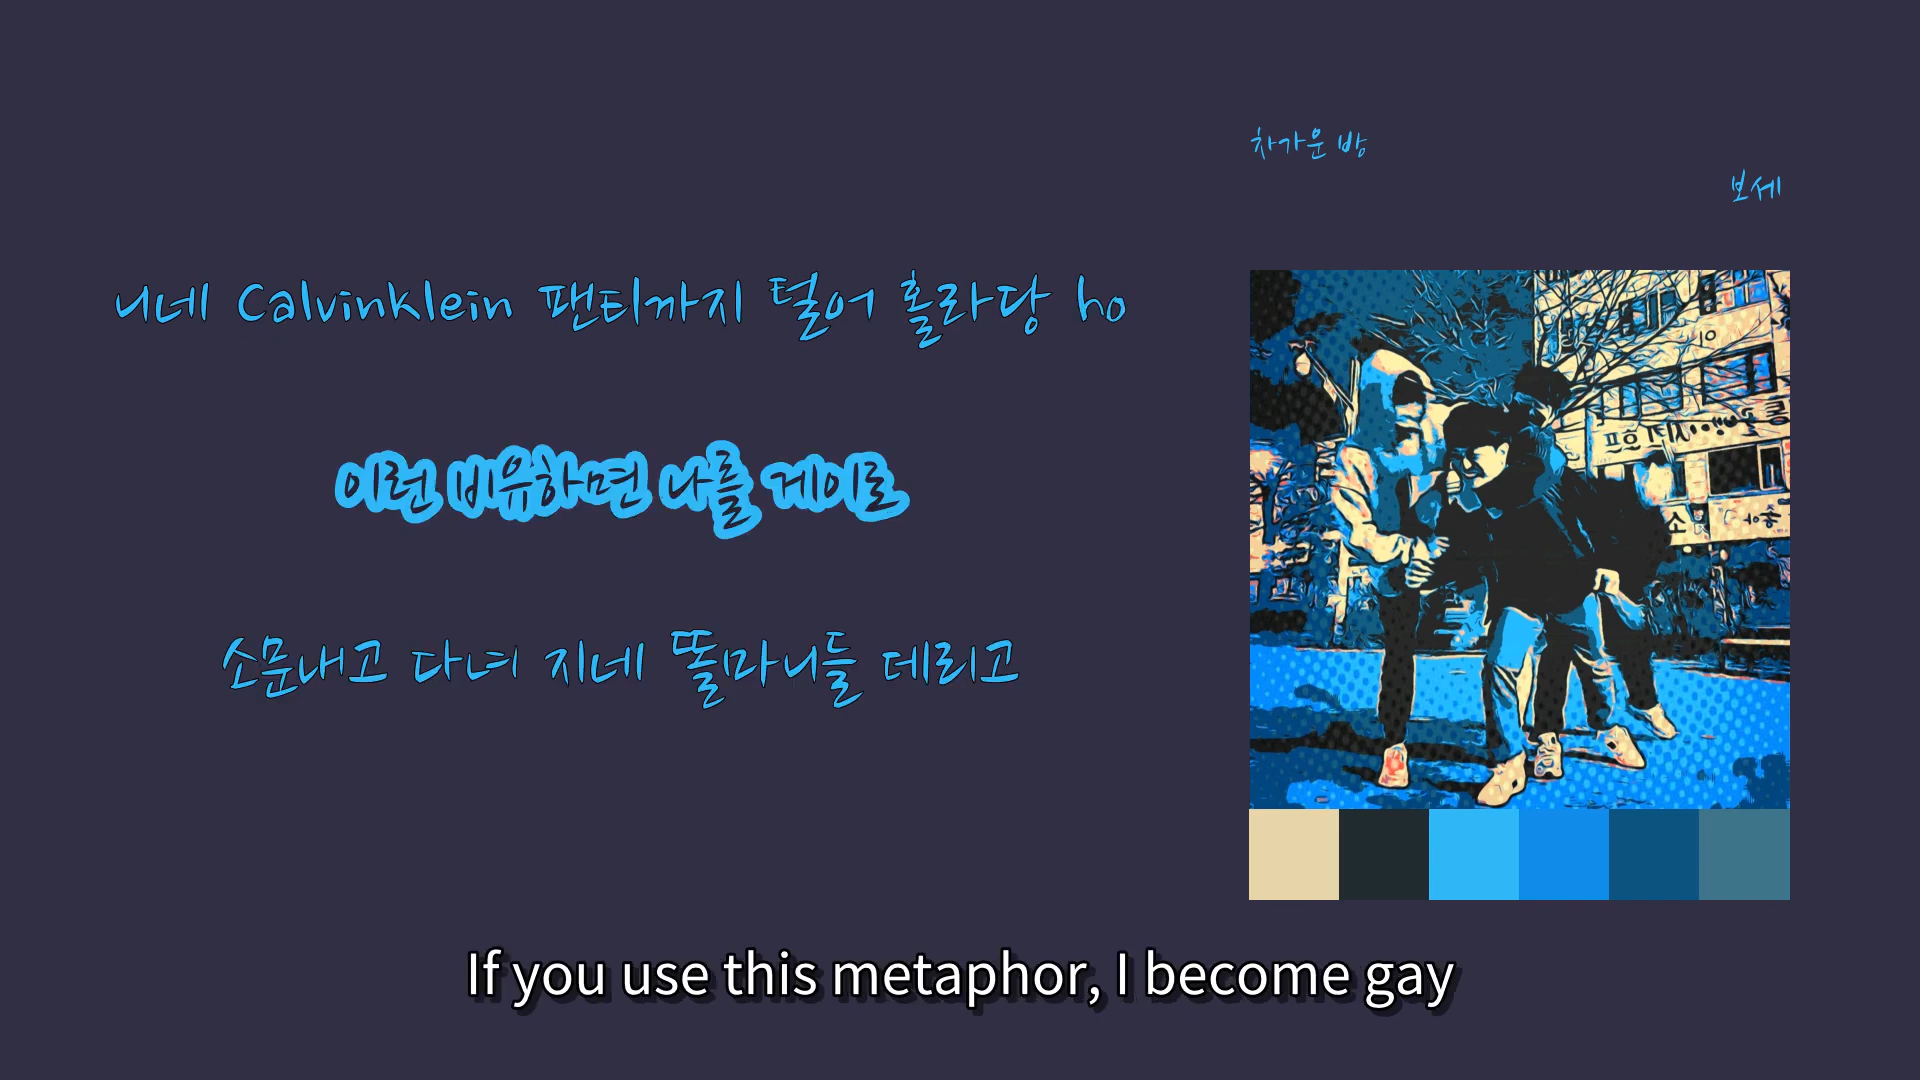 차가운 밤
보세
니네 Calvinklein 팬티까지 털어 홀라당 ho
이런 비유하면 나를 게이로
소문내고 다녀 지네 똘마니들 데리고
10
If you use this metaphor, I become gay